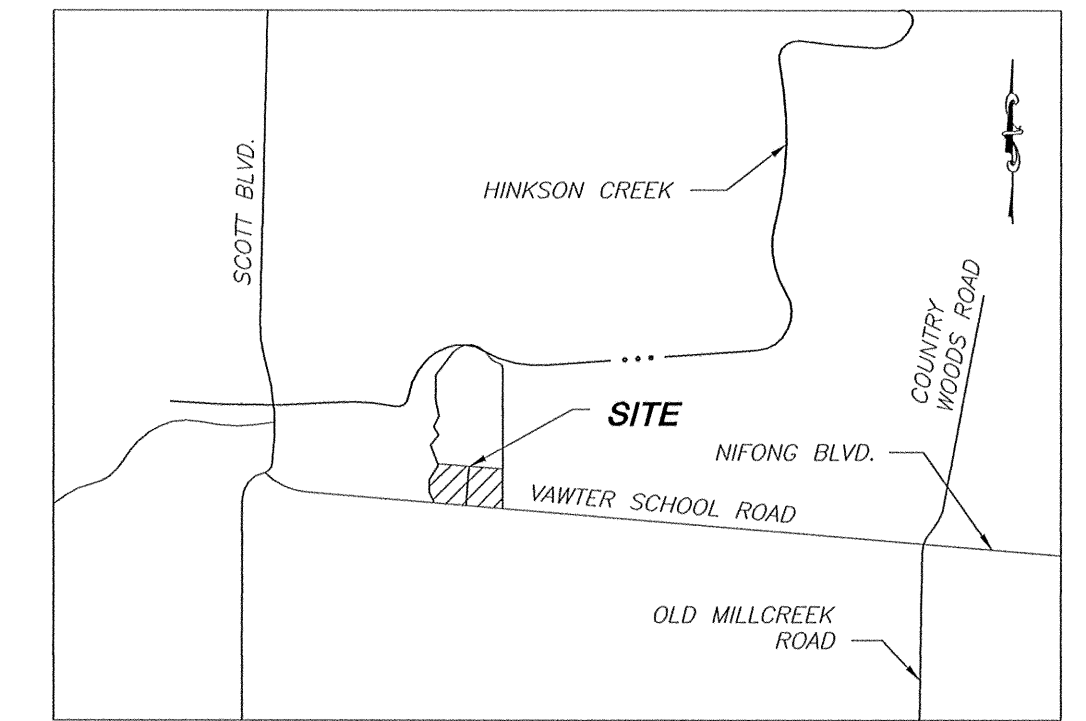 SCOTT BLVD.
HINKSON CREEK
COUNTRY
WOODS ROAD
SITE
NIFONG BLVD.
VAWTER SCHOOL ROAD
OLD MILLCREEK
ROAD